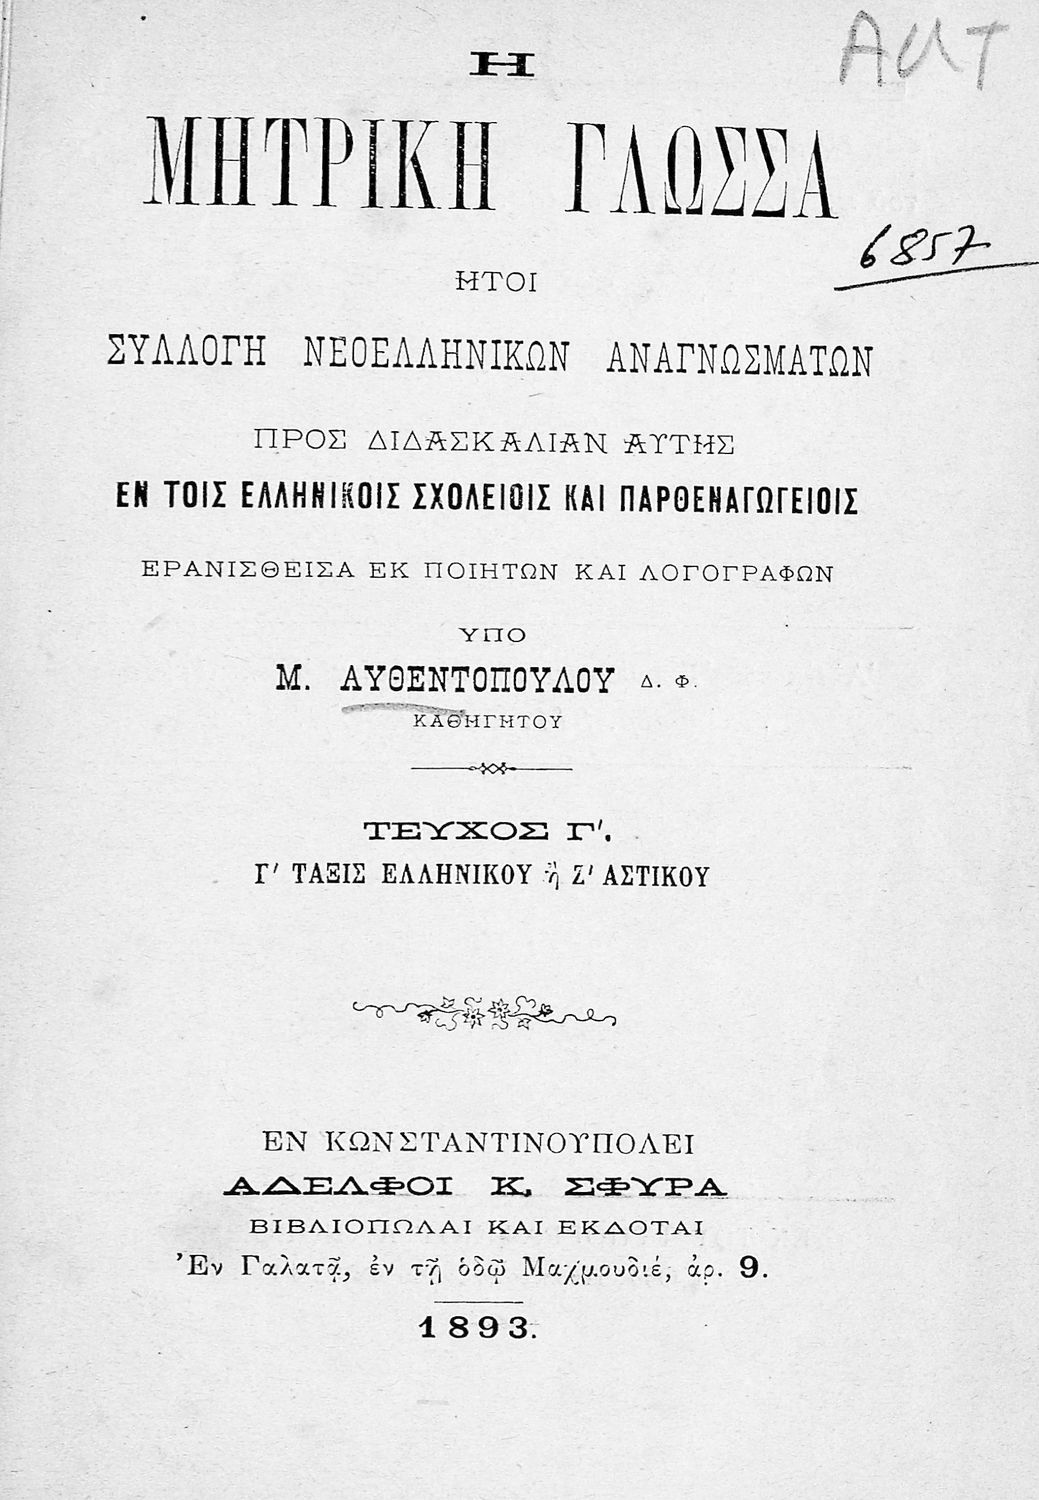 Η
ΜΗΤΡΙΚΗ ΓΛΩΣΣΑ
6857
ΗΤΟΙ
ΣΥΛΛΟΓΗ ΝΕΟΕΛΛΗΝΙΚΩΝ ΑΝΑΓΝΩΣΜΑΤΩΝ
ΠΡΟΣ ΔΙΔΑΣΚΑΛΙΑΝ ΑΥΤΗΣ
ΕΝ ΤΟΙΣ ΕΛΛΗΝΙΚΟΙΣ ΣΧΟΛΕΙΟΙΣ ΚΑΙ ΠΑΡΘΕΝΑΓΩΓΕΙΟΙΣ
ΕΡΑΝΙΣΘΕΙΣΑ ΕΚ ΠΟΙΗΤΩΝ ΚΑΙ ΛΟΓΟΓΡΑΦΩΝ
ΥΠΟ
Μ. ΑΥΘΕΝΤΟΠΟΥΛΟΥ Δ. Φ.
ΚΑΘΗΓΗΤΟΥ
ΤΕΥΧΟΣ Γ'.
Γ' ΤΑΞΙΣ ΕΛΛΗΝΙΚΟΥ ἢ Ζ' ΑΣΤΙΚΟΥ
ΕΝ ΚΩΝΣΤΑΝΤΙΝΟΥΠΟΛΕΙ
ΑΔΕΛΦΟΙ Κ. ΣΦΥΡΑ
ΒΙΒΛΙΟΠΩΛΑΙ ΚΑΙ ΕΚΔΟΤΑΙ
Ἐν Γαλατᾷ, ἐν τῇ ὁδῷ Μαχμουδιέ, ἀρ. 9.
1893.